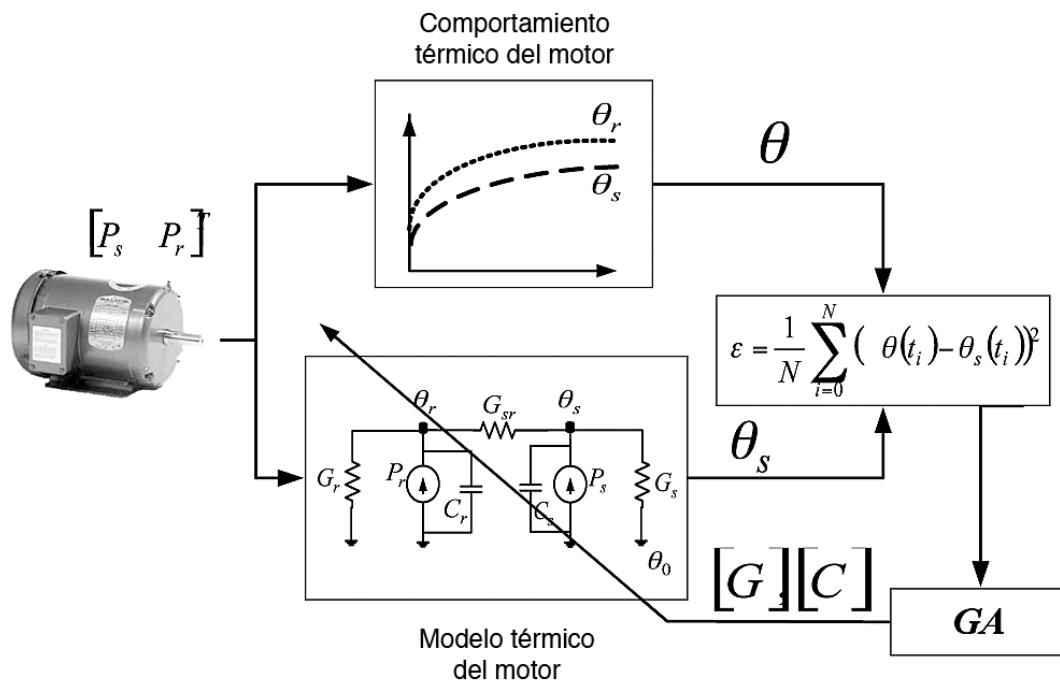 Comportamiento
térmico del motor
θ_r
θ_s
θ
[P_s P_r]^T
ε = 1/N ∑_{i=0}^{N} ( θ(t_i) − θ_s(t_i))²
θ_r
G_sr
θ_s
θ_s
G_r
P_r
C_r
C_s
P_s
G_s
θ_0
[G],[C]
GA
Modelo térmico
del motor